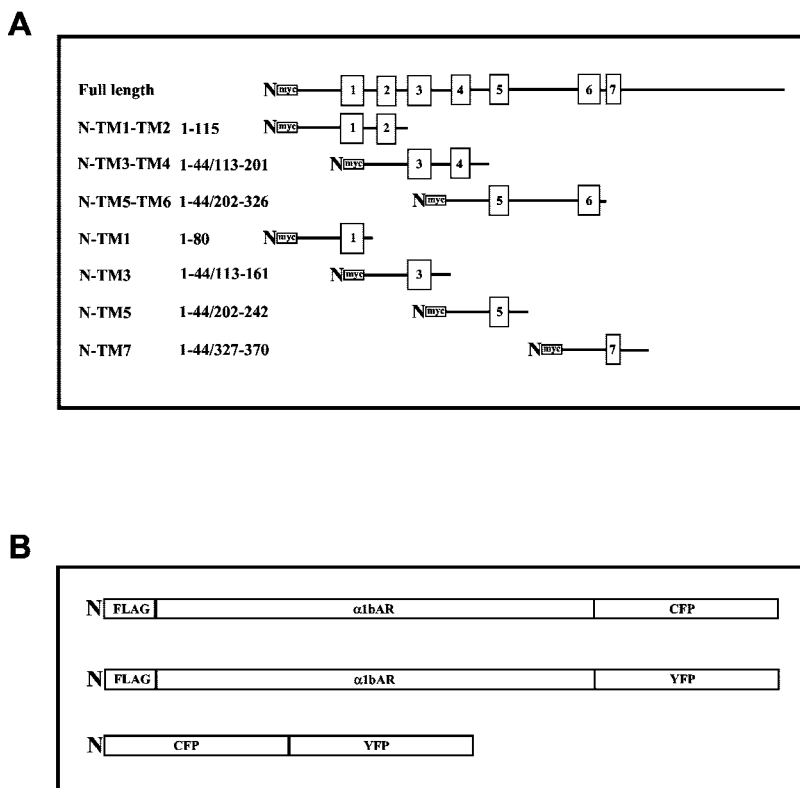 A
Full length N myc 1 2 3 4 5 6 7
N-TM1-TM2 1-115 N myc 1 2
N-TM3-TM4 1-44/113-201 N myc 3 4
N-TM5-TM6 1-44/202-326 N myc 5 6
N-TM1 1-80 N myc 1
N-TM3 1-44/113-161 N myc 3
N-TM5 1-44/202-242 N myc 5
N-TM7 1-44/327-370 N myc 7
B
N FLAG α1bAR CFP
N FLAG α1bAR YFP
N CFP YFP